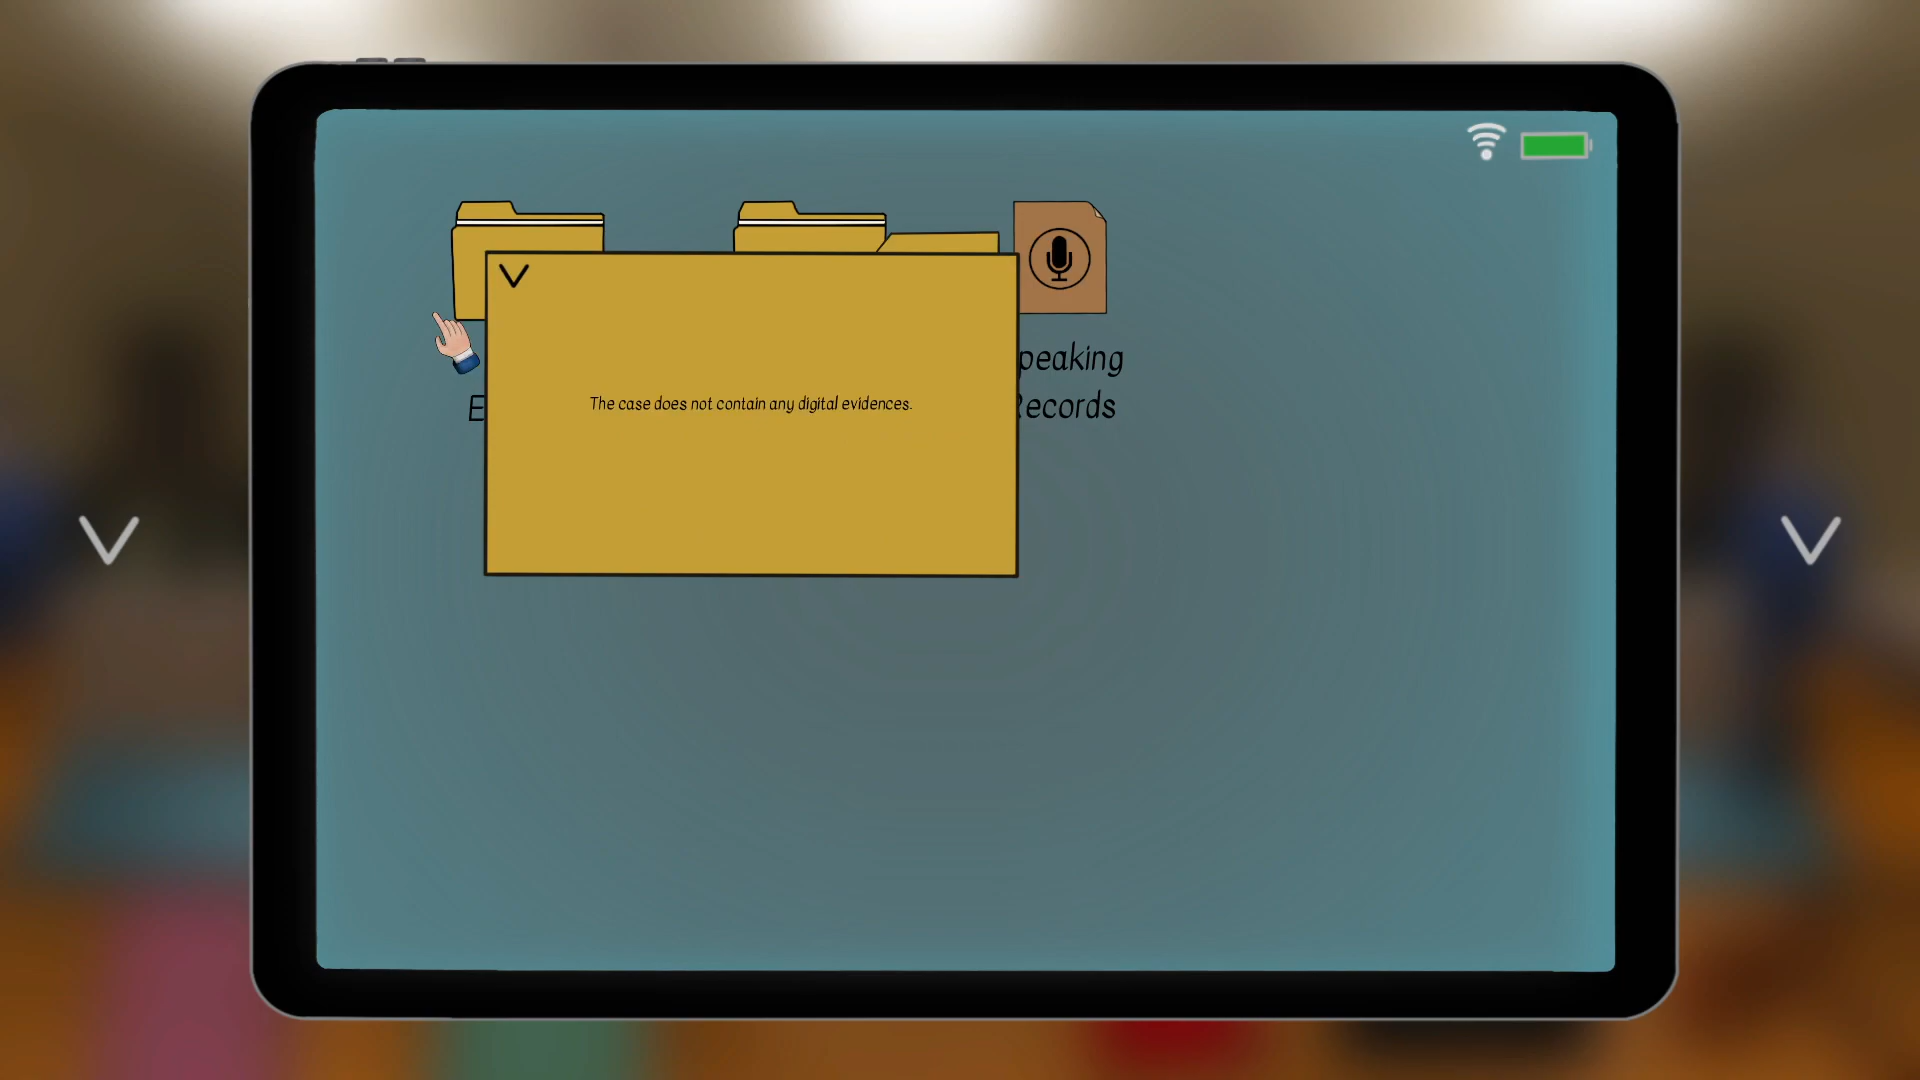 The case does not contain any digital evidences.
peaking
E
ecords